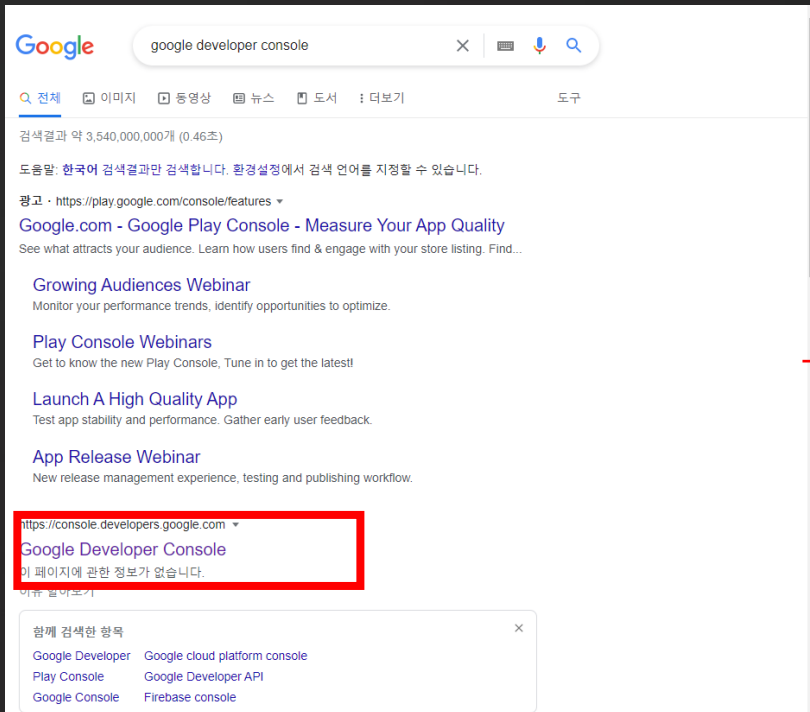 Google
google developer console
전체 이미지 동영상 뉴스 도서 더보기 도구
검색결과 약 3,540,000,000개 (0.46초)
도움말: 한국어 검색결과만 검색합니다. 환경설정에서 검색 언어를 지정할 수 있습니다.
광고 · https://play.google.com/console/features
Google.com - Google Play Console - Measure Your App Quality
See what attracts your audience. Learn how users find & engage with your store listing. Find...
Growing Audiences Webinar
Monitor your performance trends, identify opportunities to optimize.
Play Console Webinars
Get to know the new Play Console, Tune in to get the latest!
Launch A High Quality App
Test app stability and performance. Gather early user feedback.
App Release Webinar
New release management experience, testing and publishing workflow.
https://console.developers.google.com
Google Developer Console
이 페이지에 관한 정보가 없습니다.
이유 알아보기
함께 검색한 항목
Google Developer Google cloud platform console
Play Console Google Developer API
Google Console Firebase console